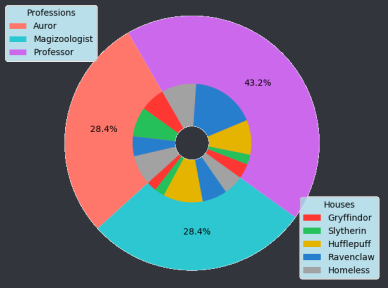 Professions
Auror
Magizoologist
Professor
43.2%
28.4%
28.4%
Houses
Gryffindor
Slytherin
Hufflepuff
Ravenclaw
Homeless